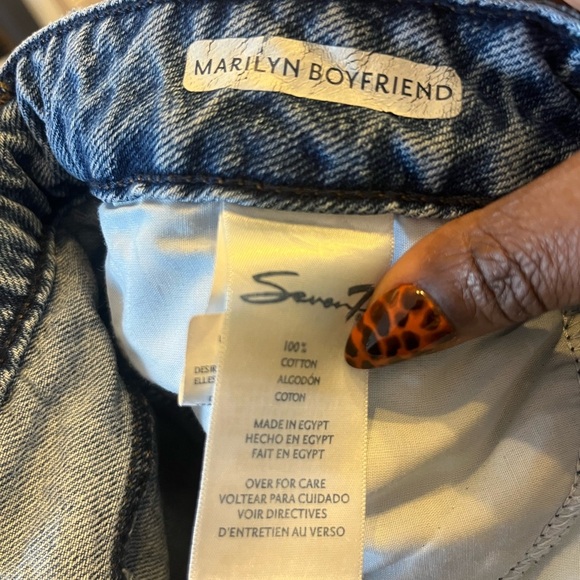 MARILYN BOYFRIEND
Seven7
100%
COTTON
ALGODÓN
COTON
MADE IN EGYPT
HECHO EN EGYPT
FAIT EN EGYPT
OVER FOR CARE
VOLTEAR PARA CUIDADO
VOIR DIRECTIVES
D'ENTRETIEN AU VERSO